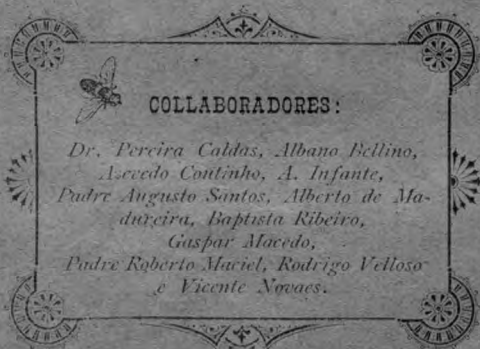 COLLABORADORES:
Dr. Pereira Caldas, Albano Bellino,
Azevedo Coutinho, A. Infante,
Padre Augusto Santos, Alberto de Ma-
dureira, Baptista Ribeiro,
Gaspar Macedo,
Padre Roberto Maciel, Rodrigo Velloso
e Vicente Novaes.